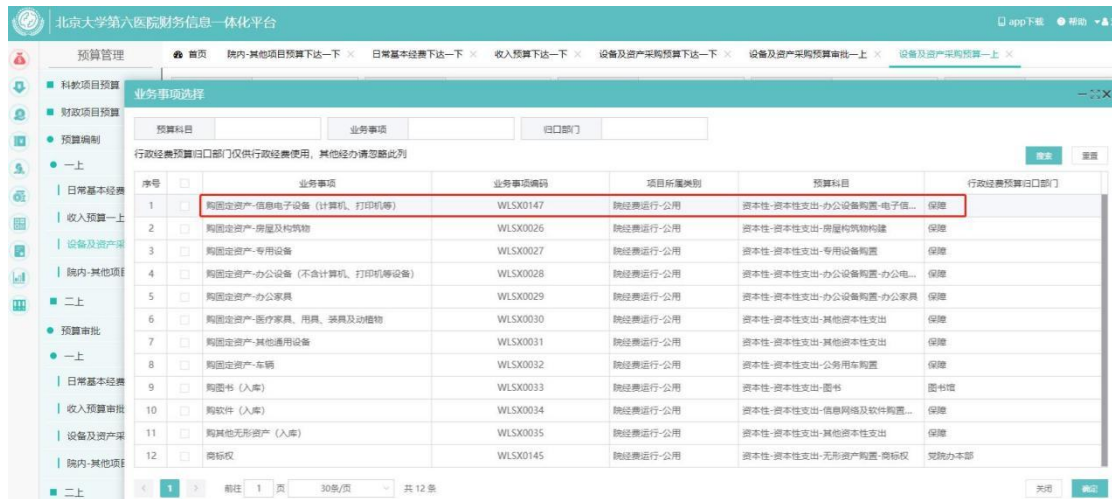 北京大学第六医院财务信息一体化平台
app下载 帮助
预算管理
首页 院内-其他项目预算下达一下 日常基本经费下达一下 收入预算下达一下 设备及资产采购预算下达一下 设备及资产采购预算审批一上 设备及资产采购预算一上
科教项目预算
财政项目预算
预算编制
一上
日常基本经费
收入预算一上
设备及资产采
院内-其他项目
二上
预算审批
一上
日常基本经费
收入预算审批
设备及资产采
院内-其他项目
二上
业务事项选择
预算科目 业务事项 归口部门
行政经费预算归口部门仅供行政经费使用，其他经办请忽略此列
搜索 重置
序号 业务事项 业务事项编码 项目所属类别 预算科目 行政经费预算归口部门
1 购固定资产-信息电子设备（计算机、打印机等） WLSX0147 院经费运行-公用 资本性-资本性支出-办公设备购置-电子信... 保障
2 购固定资产-房屋及构筑物 WLSX0026 院经费运行-公用 资本性-资本性支出-房屋构筑物构建 保障
3 购固定资产-专用设备 WLSX0027 院经费运行-公用 资本性-资本性支出-专用设备购置 保障
4 购固定资产-办公设备（不含计算机、打印机等设备） WLSX0028 院经费运行-公用 资本性-资本性支出-办公设备购置-办公电... 保障
5 购固定资产-办公家具 WLSX0029 院经费运行-公用 资本性-资本性支出-办公设备购置-办公家具 保障
6 购固定资产-医疗家具、用具、装具及动植物 WLSX0030 院经费运行-公用 资本性-资本性支出-其他资本性支出 保障
7 购固定资产-其他通用设备 WLSX0031 院经费运行-公用 资本性-资本性支出-其他资本性支出 保障
8 购固定资产-车辆 WLSX0032 院经费运行-公用 资本性-资本性支出-公务用车购置 保障
9 购图书（入库） WLSX0033 院经费运行-公用 资本性-资本性支出-图书 图书馆
10 购软件（入库） WLSX0034 院经费运行-公用 资本性-资本性支出-信息网络及软件购置... 保障
11 购其他无形资产（入库） WLSX0035 院经费运行-公用 资本性-资本性支出-其他资本性支出 保障
12 商标权 WLSX0145 院经费运行-公用 资本性-资本性支出-无形资产购置-商标权 党院办本部
1 前往 1 页 30条/页 共 12 条
关闭 确定